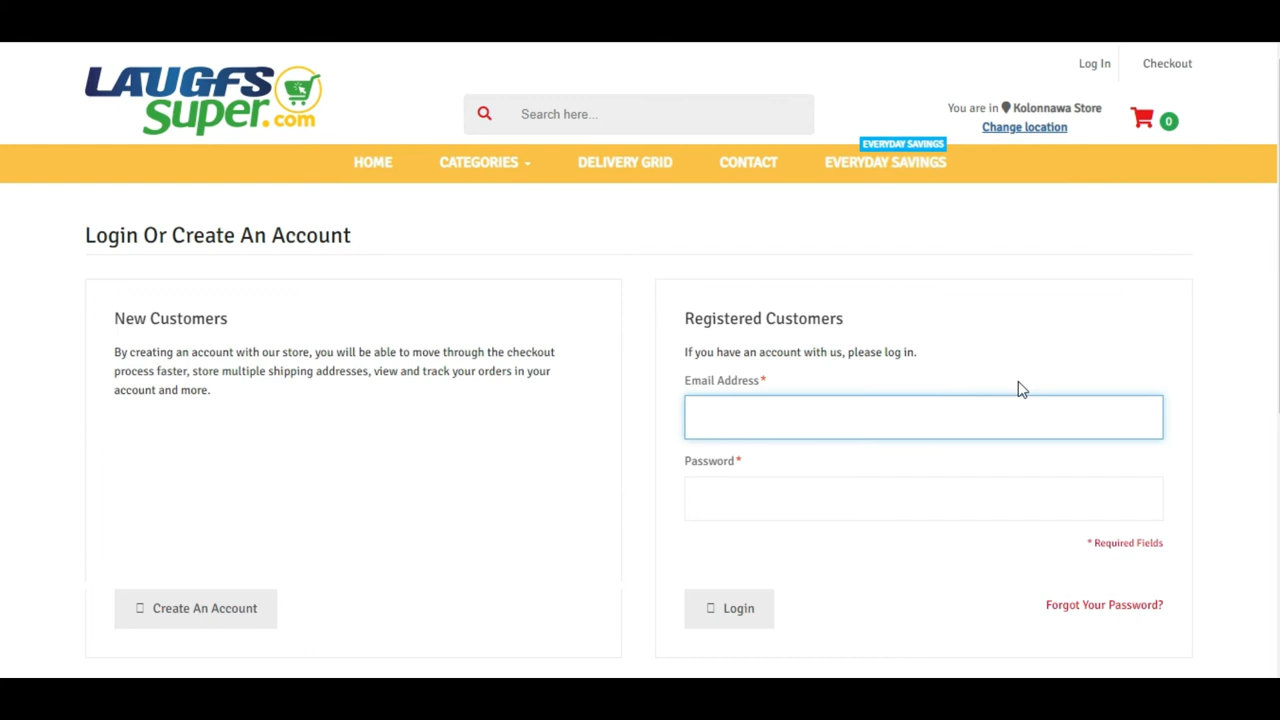 LAUGFS
Super.com
Search here...
Log In
Checkout
You are in Kolonnawa Store
Change location
0
EVERYDAY SAVINGS
HOME
CATEGORIES
DELIVERY GRID
CONTACT
EVERYDAY SAVINGS
Login Or Create An Account
New Customers
By creating an account with our store, you will be able to move through the checkout
process faster, store multiple shipping addresses, view and track your orders in your
account and more.
Create An Account
Registered Customers
If you have an account with us, please log in.
Email Address*
Password*
* Required Fields
Login
Forgot Your Password?